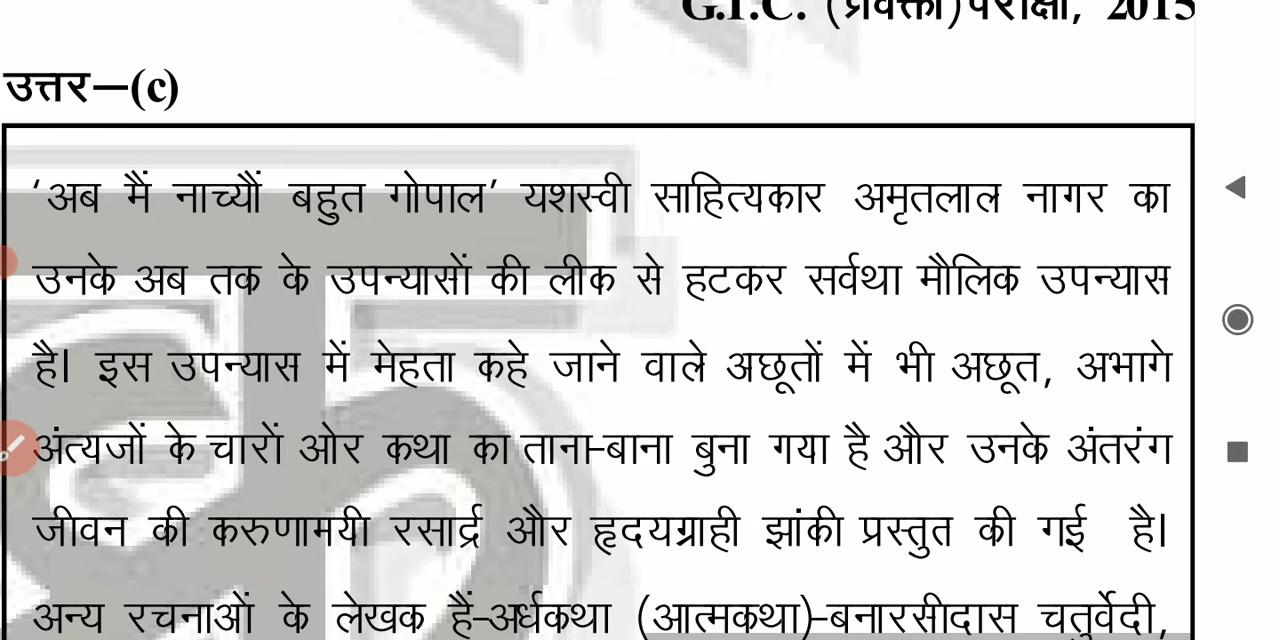 G.I.C. (प्रवक्ता) परीक्षा, 2015
उत्तर–(c)
‘अब मैं नाच्यौं बहुत गोपाल’ यशस्वी साहित्यकार अमृतलाल नागर का
उनके अब तक के उपन्यासों की लीक से हटकर सर्वथा मौलिक उपन्यास
है। इस उपन्यास में मेहता कहे जाने वाले अछूतों में भी अछूत, अभागे
अंत्यजों के चारों ओर कथा का ताना-बाना बुना गया है और उनके अंतरंग
जीवन की करुणामयी रसार्द्र और हृदयग्राही झांकी प्रस्तुत की गई है।
अन्य रचनाओं के लेखक हैं-अर्धकथा (आत्मकथा)-बनारसीदास चतुर्वेदी,